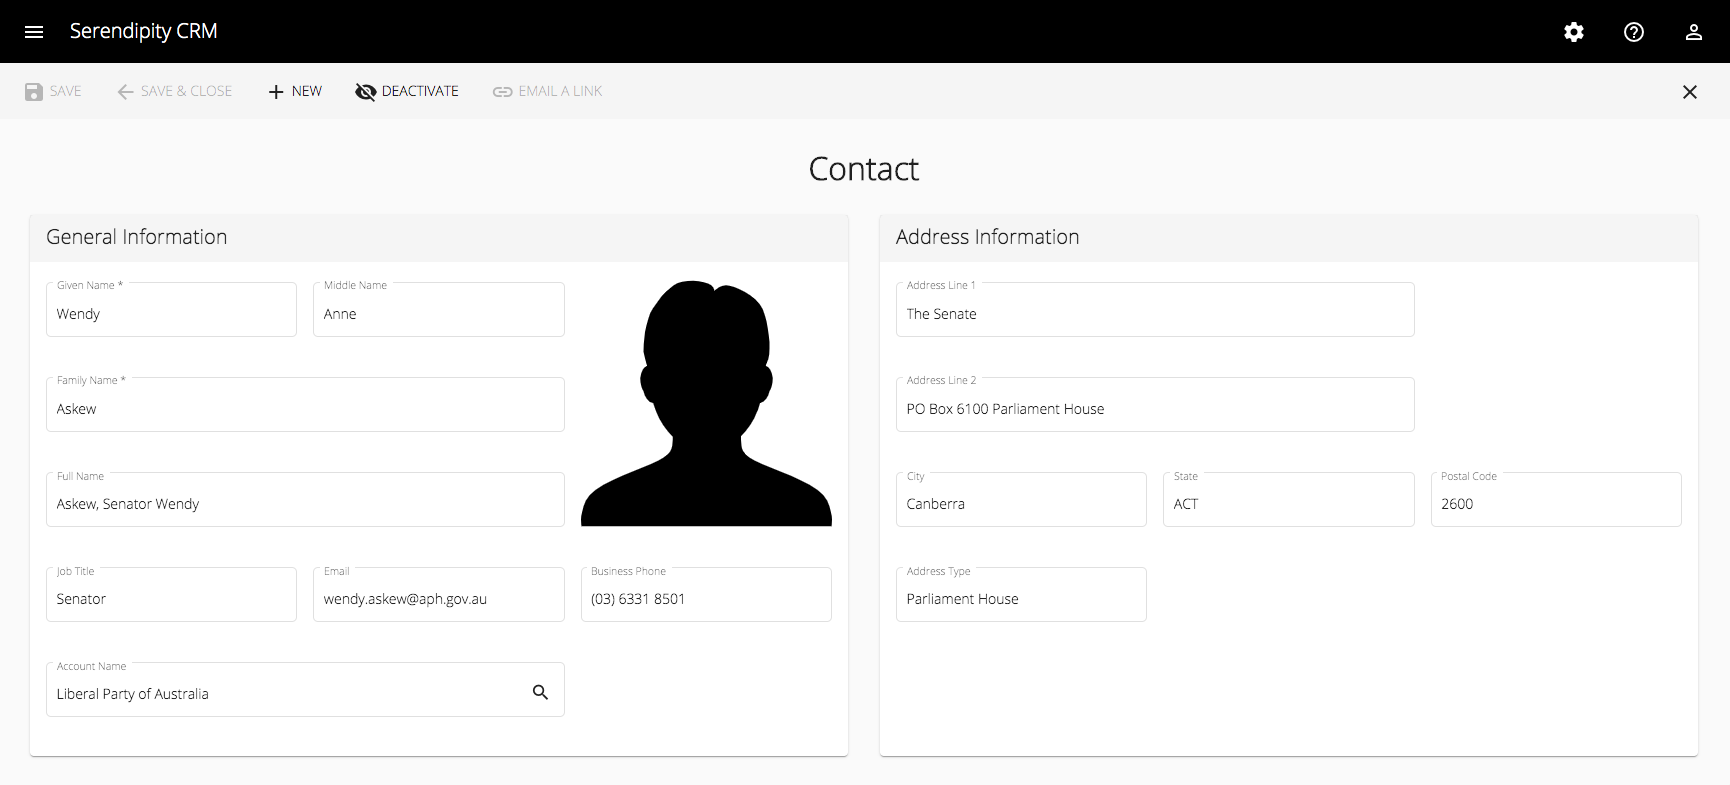 Serendipity CRM
SAVE SAVE & CLOSE NEW DEACTIVATE EMAIL A LINK
Contact
General Information
Given Name * Middle Name
Wendy Anne
Family Name *
Askew
Full Name
Askew, Senator Wendy
Job Title Email Business Phone
Senator wendy.askew@aph.gov.au (03) 6331 8501
Account Name
Liberal Party of Australia
Address Information
Address Line 1
The Senate
Address Line 2
PO Box 6100 Parliament House
City State Postal Code
Canberra ACT 2600
Address Type
Parliament House